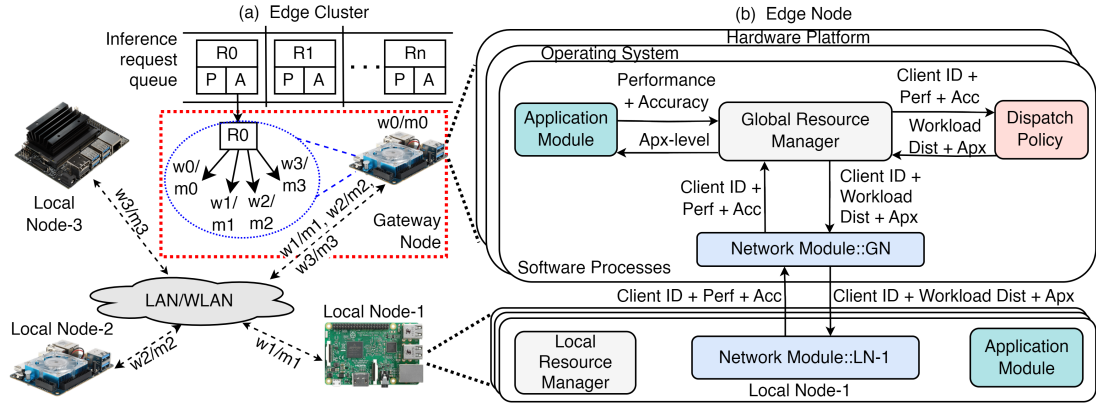 (a) Edge Cluster
Inference
request
queue
R0
P A
R1
P A
Rn
P A
R0
w0/
m0
w1/
m1
w2/
m2
w3/
m3
w0/m0
Gateway
Node
Local
Node-3
w3/m3
w1/m1, w2/m2,
w3/m3
LAN/WLAN
Local Node-2
w2/m2
w1/m1
Local Node-1
(b) Edge Node
Hardware Platform
Operating System
Application
Module
Performance
+ Accuracy
Apx-level
Global Resource
Manager
Client ID +
Perf + Acc
Workload
Dist + Apx
Dispatch
Policy
Client ID +
Perf + Acc
Client ID +
Workload
Dist + Apx
Network Module::GN
Software Processes
Client ID + Perf + Acc
Client ID + Workload Dist + Apx
Local
Resource
Manager
Network Module::LN-1
Application
Module
Local Node-1